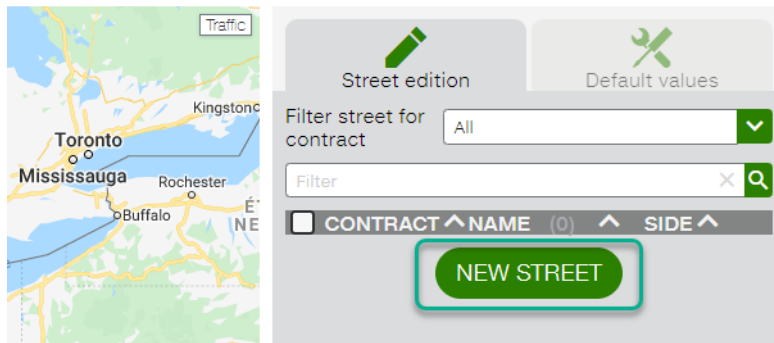 Traffic
Kingston
Toronto
Mississauga
Rochester
Buffalo
É
NE
Street edition
Default values
Filter street for
contract
All
Filter
CONTRACT NAME (0) SIDE
NEW STREET